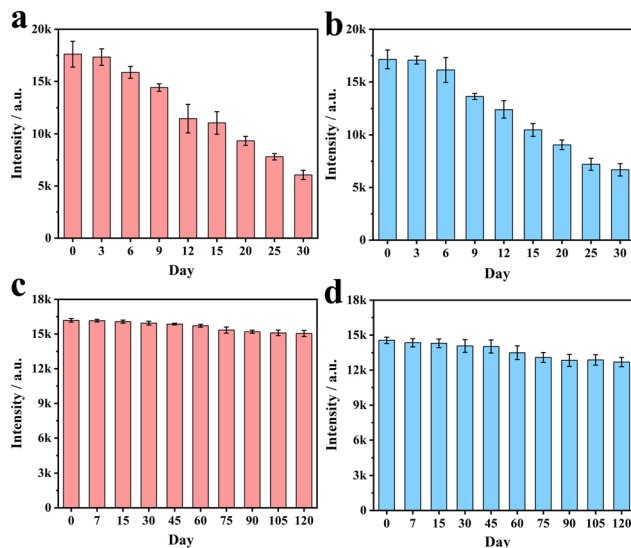 a
20k
15k
10k
5k
0
Intensity / a.u.
0 3 6 9 12 15 20 25 30
Day
b
20k
15k
10k
5k
0
Intensity / a.u.
0 3 6 9 12 15 20 25 30
Day
c
18k
15k
12k
9k
6k
3k
0
Intensity / a.u.
0 7 15 30 45 60 75 90 105 120
Day
d
18k
15k
12k
9k
6k
3k
0
Intensity / a.u.
0 7 15 30 45 60 75 90 105 120
Day